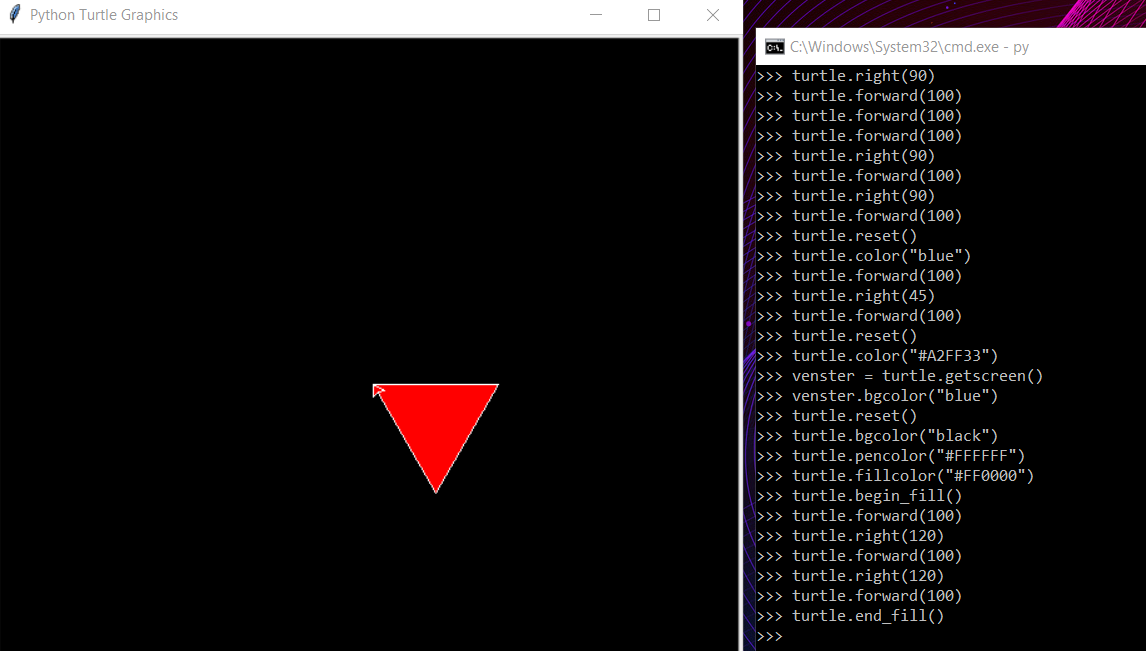 Python Turtle Graphics
C:\Windows\System32\cmd.exe - py
>>> turtle.right(90)
>>> turtle.forward(100)
>>> turtle.forward(100)
>>> turtle.forward(100)
>>> turtle.right(90)
>>> turtle.forward(100)
>>> turtle.right(90)
>>> turtle.forward(100)
>>> turtle.reset()
>>> turtle.color("blue")
>>> turtle.forward(100)
>>> turtle.right(45)
>>> turtle.forward(100)
>>> turtle.reset()
>>> turtle.color("#A2FF33")
>>> venster = turtle.getscreen()
>>> venster.bgcolor("blue")
>>> turtle.reset()
>>> turtle.bgcolor("black")
>>> turtle.pencolor("#FFFFFF")
>>> turtle.fillcolor("#FF0000")
>>> turtle.begin_fill()
>>> turtle.forward(100)
>>> turtle.right(120)
>>> turtle.forward(100)
>>> turtle.right(120)
>>> turtle.forward(100)
>>> turtle.end_fill()
>>>